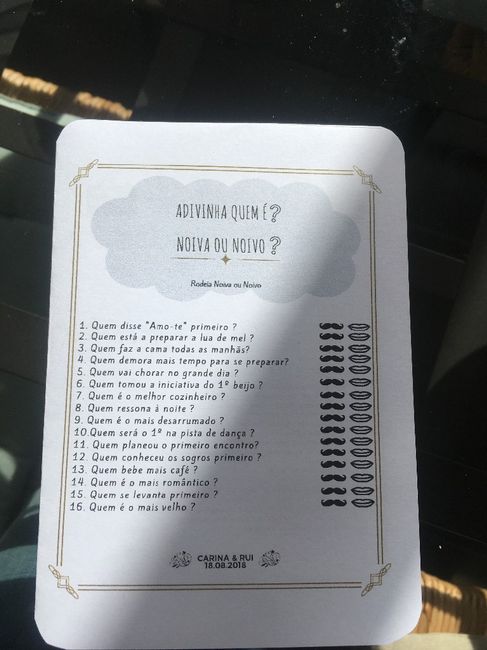 ADIVINHA QUEM É?
NOIVA OU NOIVO ?
Rodeia Noiva ou Noivo
1. Quem disse "Amo-te" primeiro ?
2. Quem está a preparar a lua de mel ?
3. Quem faz a cama todas as manhãs?
4. Quem demora mais tempo para se preparar?
5. Quem vai chorar no grande dia ?
6. Quem tomou a iniciativa do 1º beijo ?
7. Quem é o melhor cozinheiro ?
8. Quem ressona à noite ?
9. Quem é o mais desarrumado ?
10.Quem será o 1º na pista de dança ?
11. Quem planeou o primeiro encontro?
12. Quem conheceu os sogros primeiro ?
13. Quem bebe mais café ?
14. Quem é o mais romântico ?
15. Quem se levanta primeiro ?
16. Quem é o mais velho ?
CARINA & RUI
18.08.2018